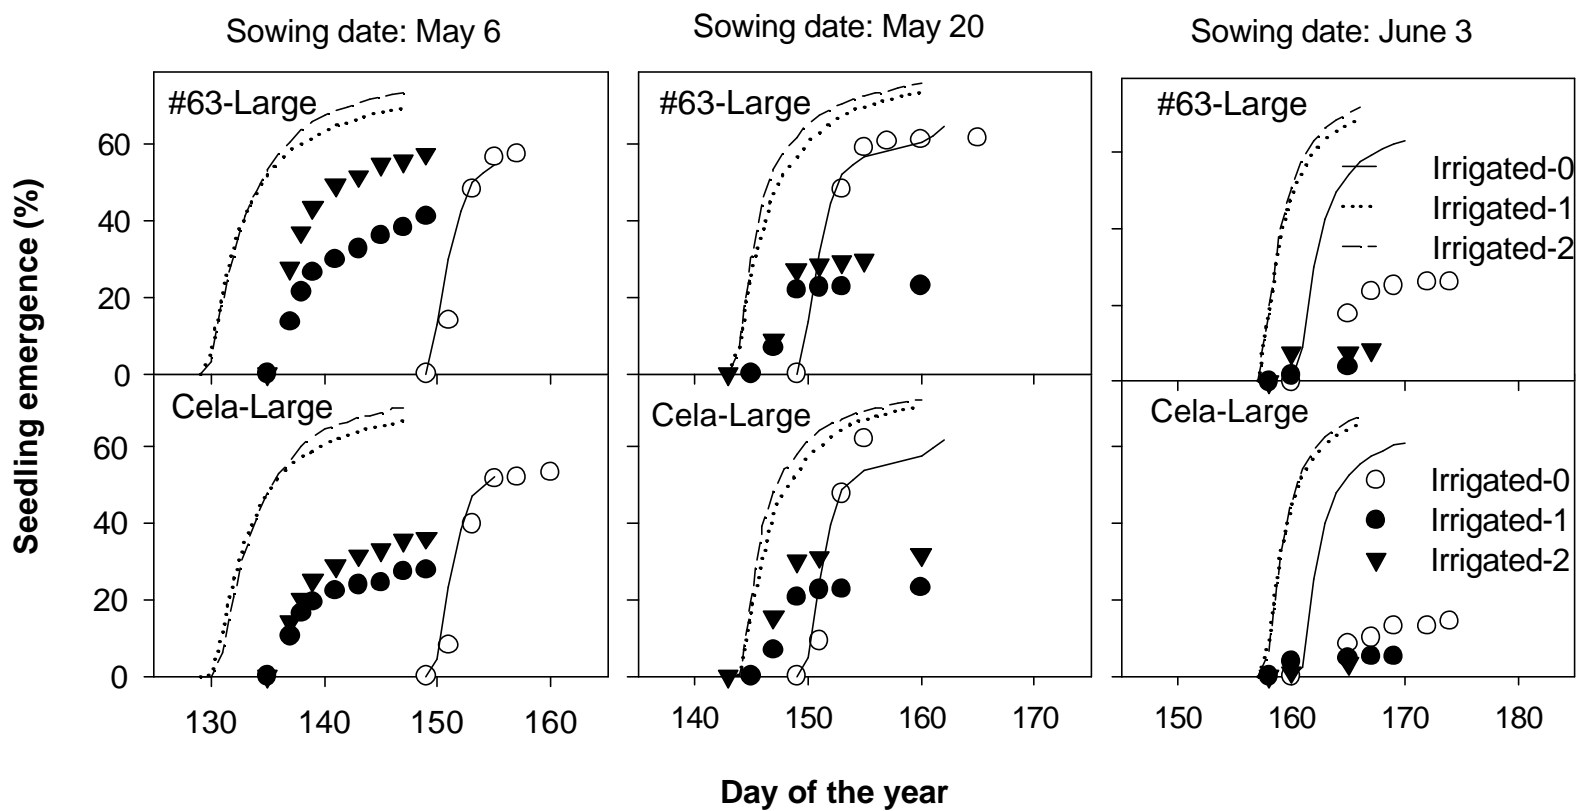 Sowing date: May 6
Sowing date: May 20
Sowing date: June 3
Seedling emergence (%)
#63-Large
#63-Large
#63-Large
60
40
20
0
Irrigated-0
Irrigated-1
Irrigated-2
Cela-Large
Cela-Large
Cela-Large
60
40
20
0
Irrigated-0
Irrigated-1
Irrigated-2
130 140 150 160
140 150 160 170
150 160 170 180
Day of the year